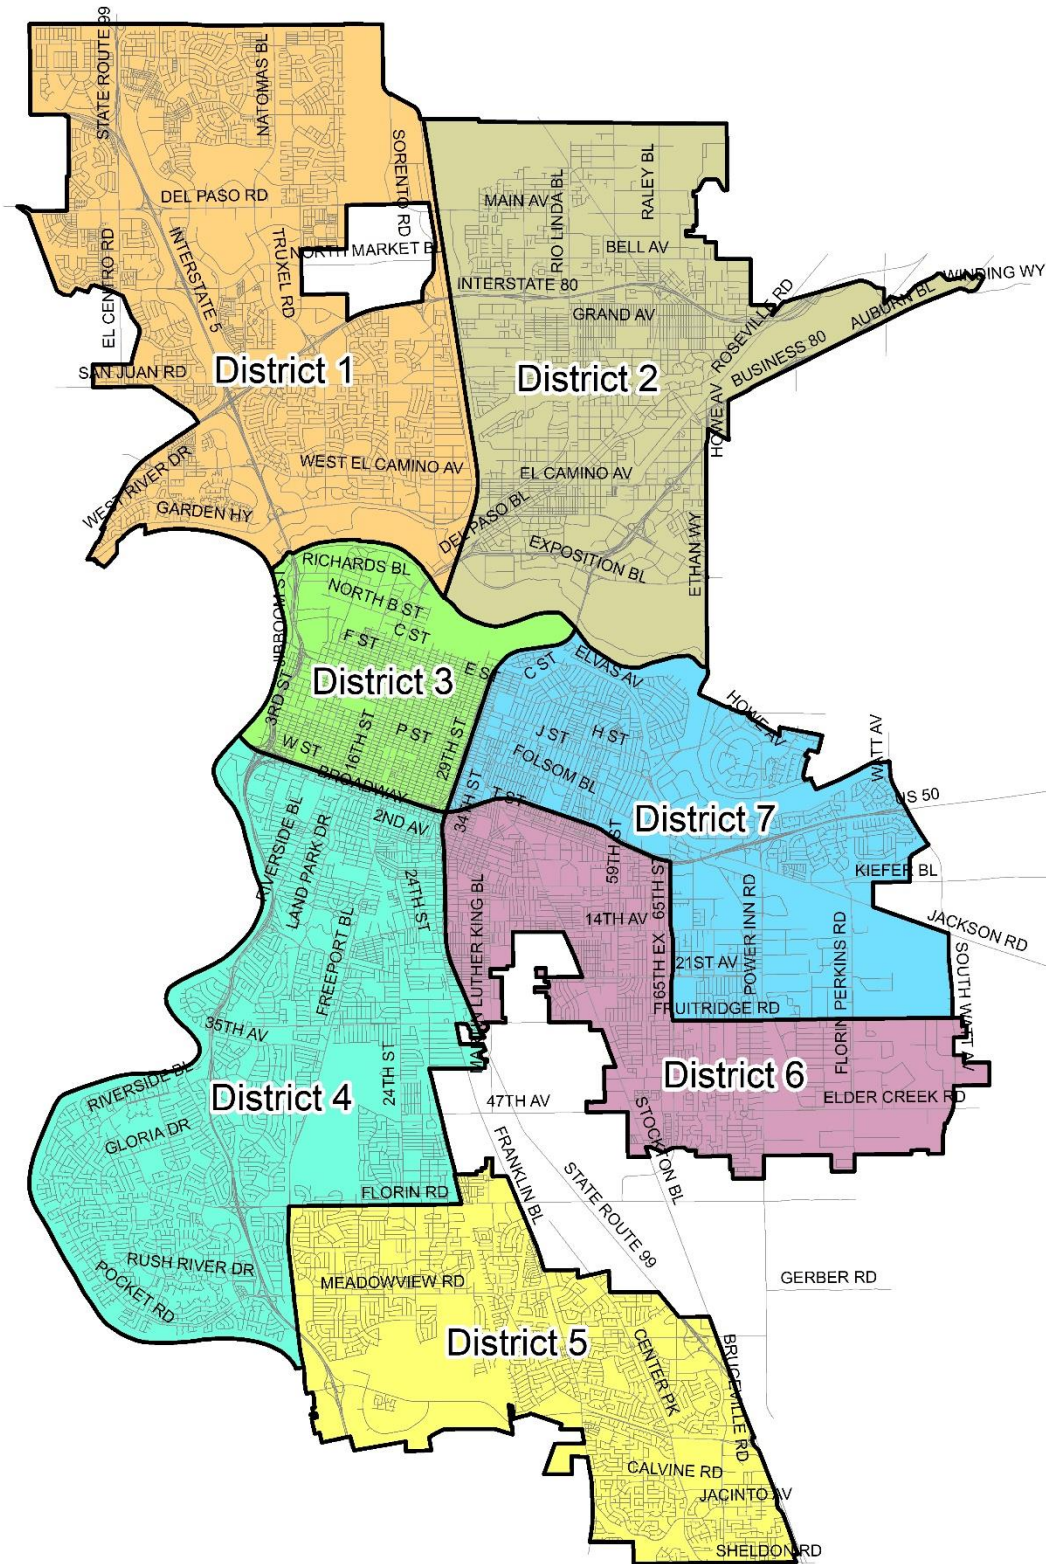 STATE ROUTE 99
NATOMAS BL
SORENTO RD
DEL PASO RD
MAIN AV
RIO LINDA BL
RALEY BL
BELL AV
EL CENTRO RD
INTERSTATE 5
TRUXEL RD
NORTH MARKET BL
INTERSTATE 80
GRAND AV
ROSEVILLE RD
WINDING WY
AUBURN BL
BUSINESS 80
SAN JUAN RD
District 1
District 2
HOWE AV
WEST RIVER DR
WEST EL CAMINO AV
EL CAMINO AV
GARDEN HY
DEL PASO BL
EXPOSITION BL
ETHAN WY
RICHARDS BL
NORTH B ST
JIBBOOM ST
C ST
F ST
E ST
C ST
ELVAS AV
District 3
3RD ST
HOWE AV
WATT AV
W ST
16TH ST
P ST
29TH ST
J ST
H ST
FOLSOM BL
BROADWAY
34TH ST
T ST
District 7
US 50
2ND AV
RIVERSIDE BL
LAND PARK DR
59TH ST
KIEFER BL
24TH ST
FREEPORT BL
MARTIN LUTHER KING BL
14TH AV
65TH ST
65TH EX
POWER INN RD
FLORIN PERKINS RD
JACKSON RD
21ST AV
FRUITRIDGE RD
SOUTH WATT AV
35TH AV
RIVERSIDE BL
District 4
24TH ST
District 6
47TH AV
ELDER CREEK RD
GLORIA DR
FRANKLIN BL
STOCKTON BL
STATE ROUTE 99
FLORIN RD
RUSH RIVER DR
POCKET RD
MEADOWVIEW RD
GERBER RD
District 5
CENTER PK
BRUCEVILLE RD
CALVINE RD
JACINTO AV
SHELDON RD